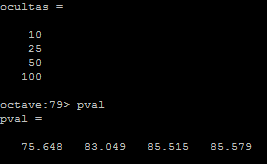 ocultas =
10
25
50
100
octave:79> pval
pval =
75.648 83.049 85.515 85.579